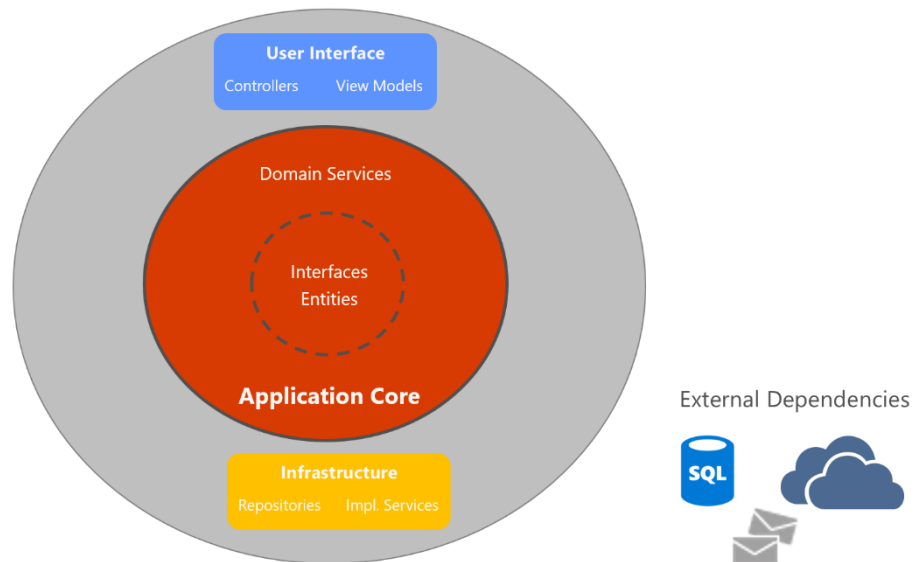 User Interface
Controllers View Models
Domain Services
Interfaces
Entities
Application Core
Infrastructure
Repositories Impl. Services
External Dependencies
SQL